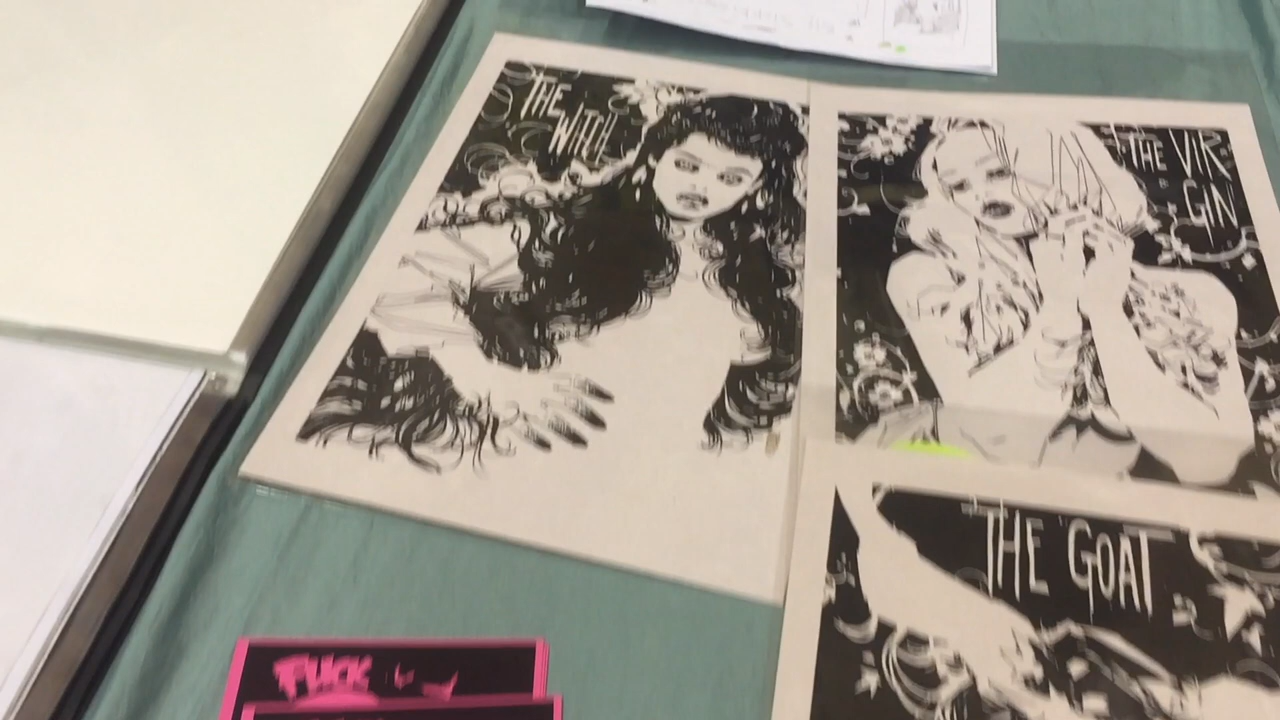 THE
WITCH
THE VIR
GIN
THE GOAT
FUCK